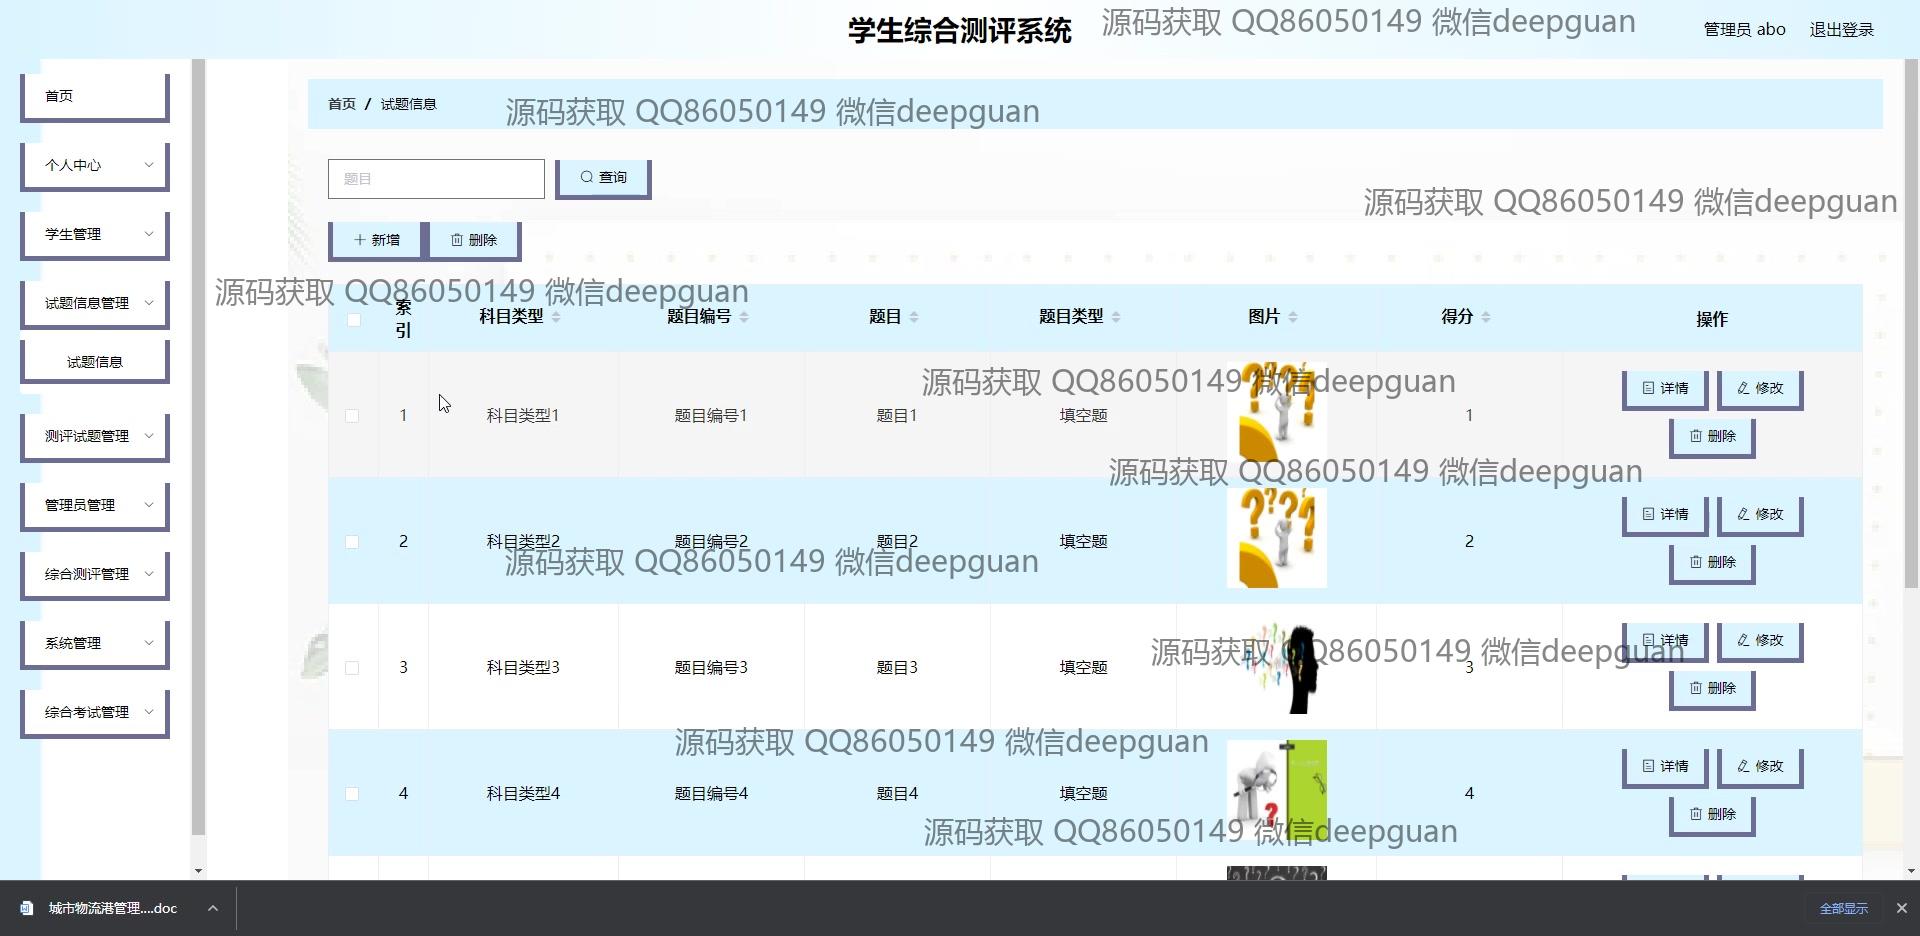 学生综合测评系统
源码获取 QQ86050149 微信deepguan
管理员 abo
退出登录
首页
个人中心
学生管理
试题信息管理
试题信息
测评试题管理
管理员管理
综合测评管理
系统管理
综合考试管理
首页 / 试题信息
源码获取 QQ86050149 微信deepguan
题目
查询
源码获取 QQ86050149 微信deepguan
新增
删除
源码获取 QQ86050149 微信deepguan
索引 科目类型 题目编号 题目 题目类型 图片 得分 操作
源码获取 QQ86050149 微信deepguan
1 科目类型1 题目编号1 题目1 填空题 1 详情 修改
删除
源码获取 QQ86050149 微信deepguan
2 科目类型2 题目编号2 题目2 填空题 2 详情 修改
删除
源码获取 QQ86050149 微信deepguan
3 科目类型3 题目编号3 题目3 填空题 3 详情 修改
删除
源码获取 QQ86050149 微信deepguan
源码获取 QQ86050149 微信deepguan
4 科目类型4 题目编号4 题目4 填空题 4 详情 修改
删除
源码获取 QQ86050149 微信deepguan
城市物流港管理....doc
全部显示